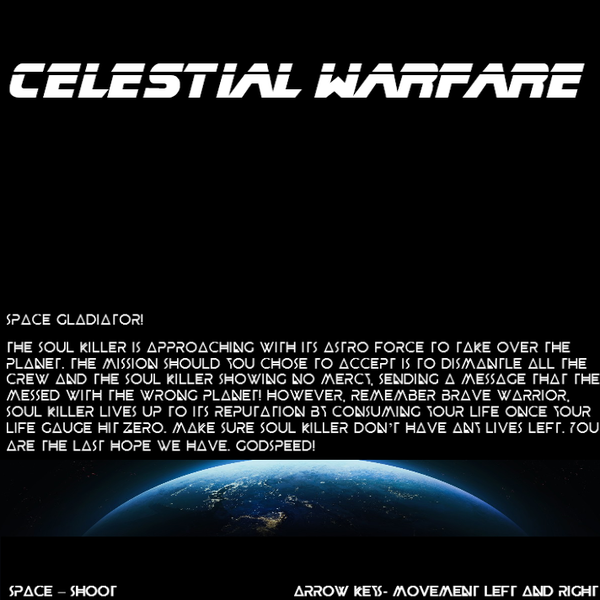 CELESTIAL WARFARE
SPACE GLADIATOR!
THE SOUL KILLER IS APPROACHING WITH ITS ASTRO FORCE TO TAKE OVER THE
PLANET. THE MISSION SHOULD YOU CHOSE TO ACCEPT IS TO DISMANTLE ALL THE
CREW AND THE SOUL KILLER SHOWING NO MERCY, SENDING A MESSAGE THAT THE
MESSED WITH THE WRONG PLANET! HOWEVER, REMEMBER BRAVE WARRIOR,
SOUL KILLER LIVES UP TO ITS REPUTATION BY CONSUMING YOUR LIFE ONCE YOUR
LIFE GAUGE HIT ZERO. MAKE SURE SOUL KILLER DON'T HAVE ANY LIVES LEFT. YOU
ARE THE LAST HOPE WE HAVE. GODSPEED!
SPACE – SHOOT
ARROW KEYS- MOVEMENT LEFT AND RIGHT